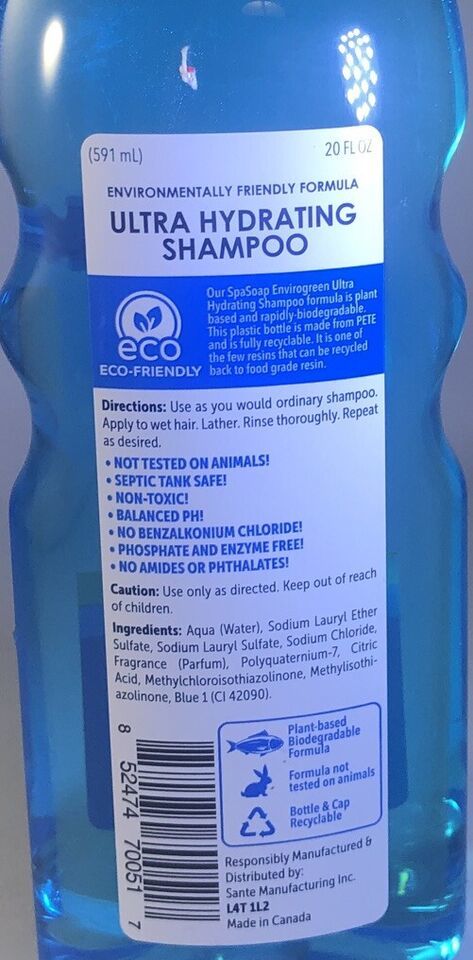 (591 mL) 20 FL OZ
ENVIRONMENTALLY FRIENDLY FORMULA
ULTRA HYDRATING
SHAMPOO
eco
ECO-FRIENDLY
Our SpaSoap Envirogreen Ultra
Hydrating Shampoo formula is plant
based and rapidly-biodegradable.
This plastic bottle is made from PETE
and is fully recyclable. It is one of
the few resins that can be recycled
back to food grade resin.
Directions: Use as you would ordinary shampoo.
Apply to wet hair. Lather. Rinse thoroughly. Repeat
as desired.
• NOT TESTED ON ANIMALS!
• SEPTIC TANK SAFE!
• NON-TOXIC!
• BALANCED PH!
• NO BENZALKONIUM CHLORIDE!
• PHOSPHATE AND ENZYME FREE!
• NO AMIDES OR PHTHALATES!
Caution: Use only as directed. Keep out of reach
of children.
Ingredients: Aqua (Water), Sodium Lauryl Ether
Sulfate, Sodium Lauryl Sulfate, Sodium Chloride,
Fragrance (Parfum), Polyquaternium-7, Citric
Acid, Methylchloroisothiazolinone, Methylisothi-
azolinone, Blue 1 (CI 42090).
8 52474 70051 7
Plant-based
Biodegradable
Formula
Formula not
tested on animals
Bottle & Cap
Recyclable
Responsibly Manufactured &
Distributed by:
Sante Manufacturing Inc.
L4T 1L2
Made in Canada